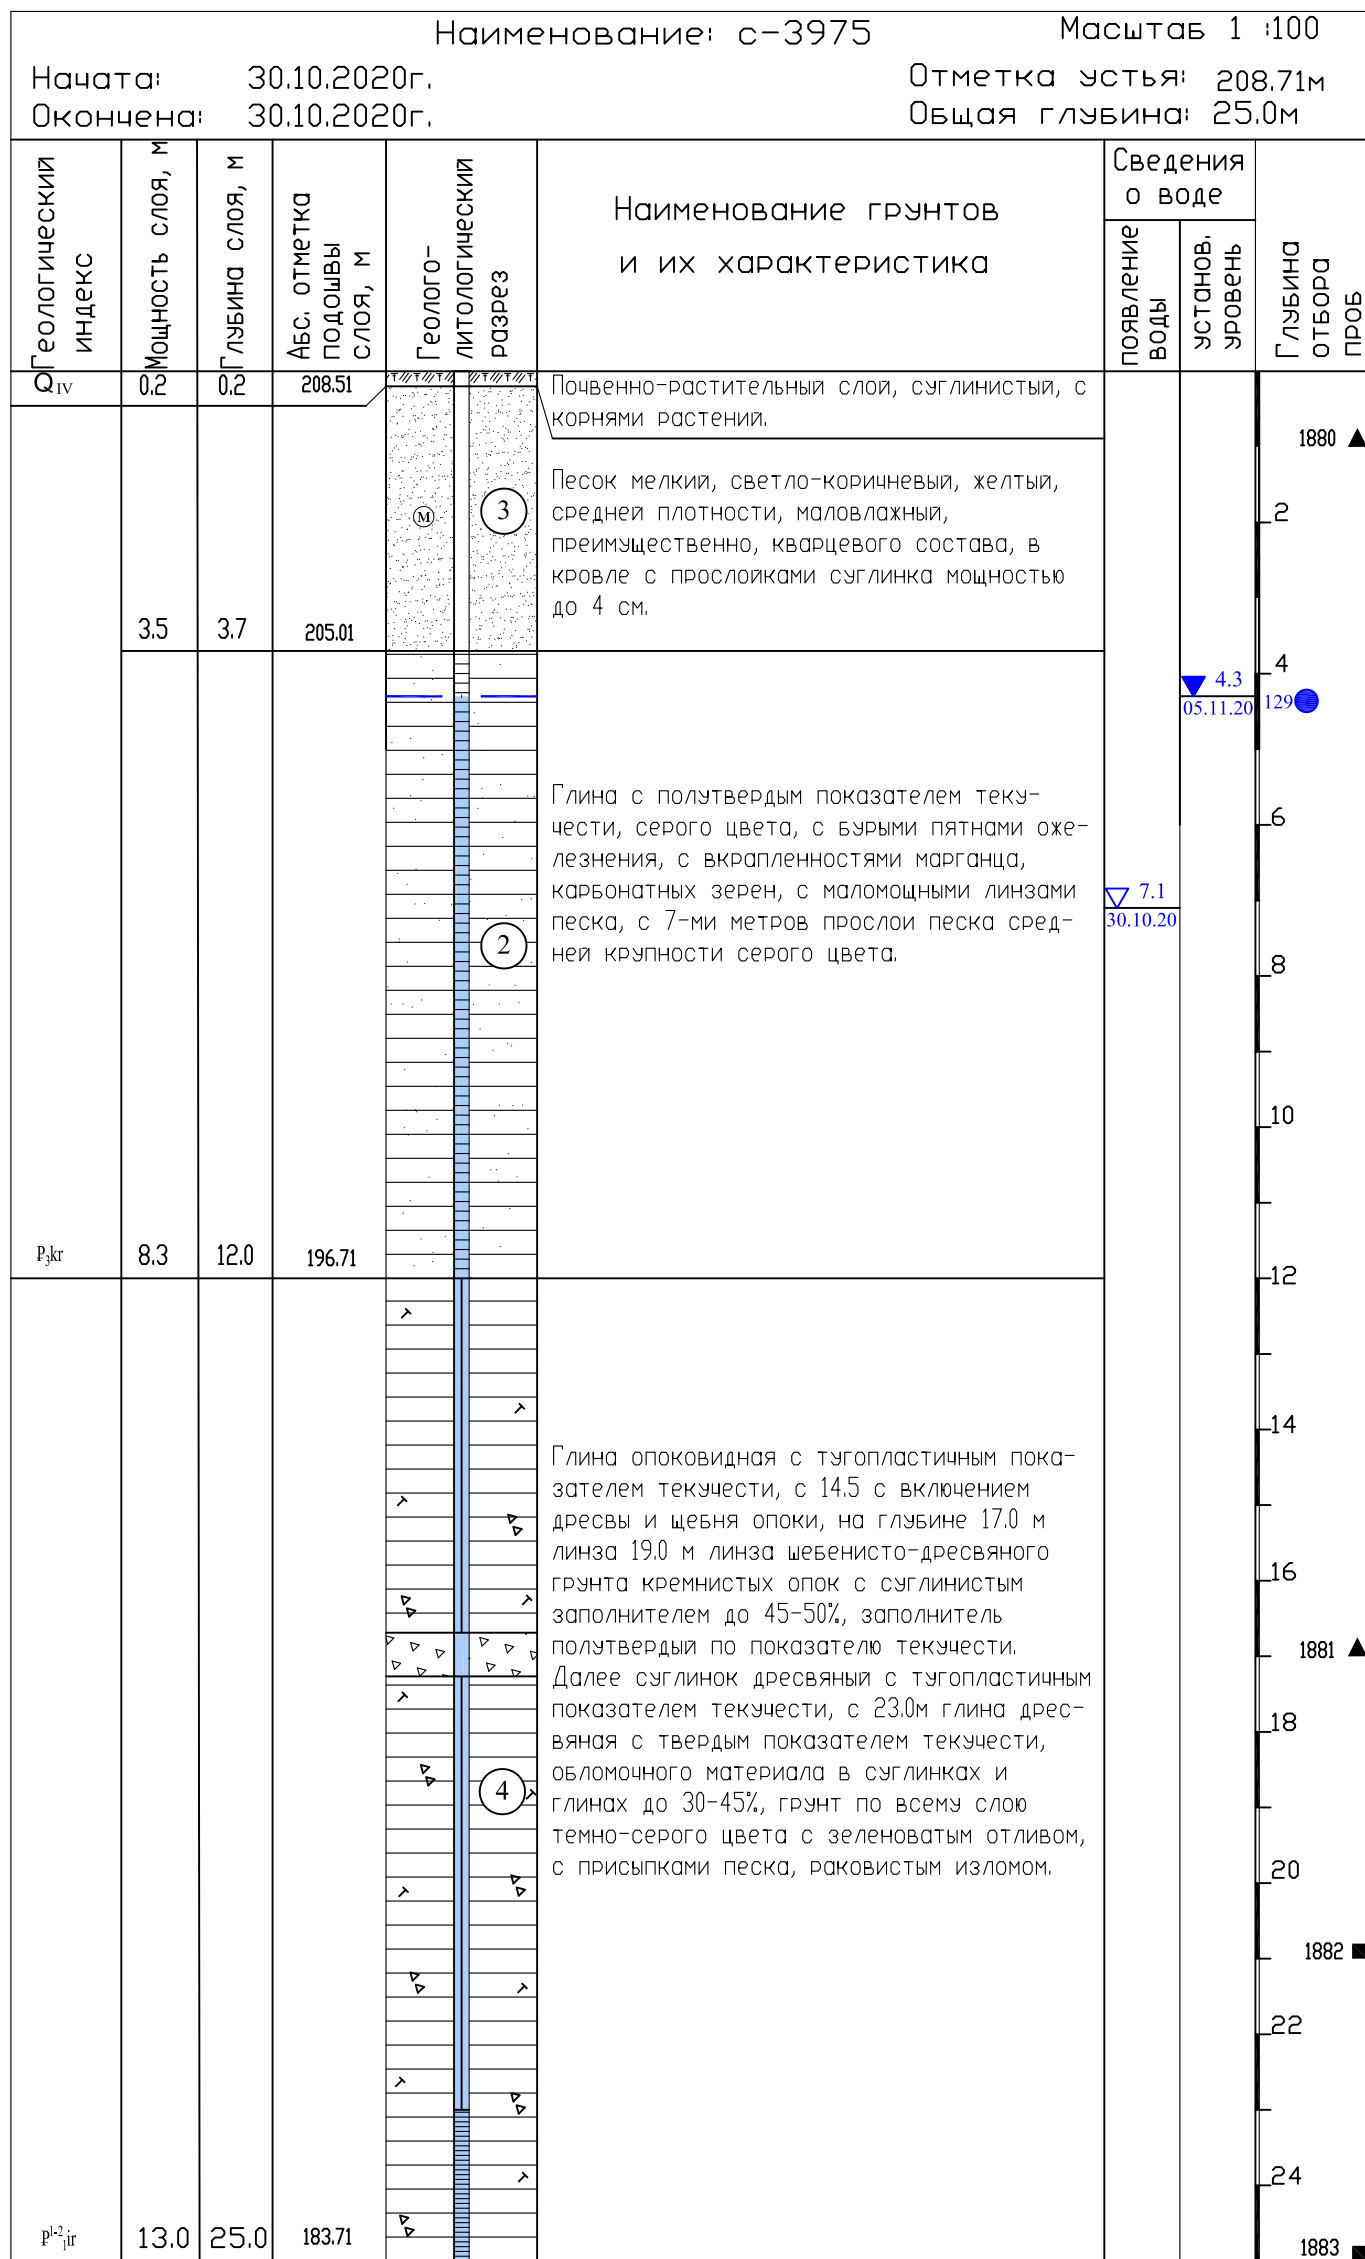 Наименование: с-3975
Масштаб 1 :100
Начата: 30.10.2020г.
Окончена: 30.10.2020г.
Отметка устья: 208.71м
Общая глубина: 25.0м
Геологический
индекс
Мощность слоя, м
Глубина слоя, м
Абс. отметка
подошвы
слоя, м
Геолого-
литологический
разрез
Наименование грунтов
и их характеристика
Сведения
о воде
появление
воды
установ.
уровень
Глубина
отбора
проб
QIV 0.2 0.2 208.51
Почвенно-растительный слой, суглинистый, с
корнями растений.
1880
Песок мелкий, светло-коричневый, желтый,
средней плотности, маловлажный,
преимущественно, кварцевого состава, в
кровле с прослойками суглинка мощностью
до 4 см.
М
3
2
3.5 3.7 205.01
4
4.3
05.11.20
129
Глина с полутвердым показателем теку-
чести, серого цвета, с бурыми пятнами оже-
лезнения, с вкрапленностями марганца,
карбонатных зерен, с маломощными линзами
песка, с 7-ми метров прослои песка сред-
ней крупности серого цвета.
6
7.1
30.10.20
2
8
10
₽₃kr 8.3 12.0 196.71
12
14
Глина опоковидная с тугопластичным пока-
зателем текучести, с 14.5 с включением
дресвы и щебня опоки, на глубине 17.0 м
линза 19.0 м линза шебенисто-дресвяного
грунта кремнистых опок с суглинистым
заполнителем до 45-50%, заполнитель
полутвердый по показателю текучести.
Далее суглинок дресвяный с тугопластичным
показателем текучести, с 23.0м глина дрес-
вяная с твердым показателем текучести,
обломочного материала в суглинках и
глинах до 30-45%, грунт по всему слою
темно-серого цвета с зеленоватым отливом,
с присыпками песка, раковистым изломом.
16
1881
18
4
20
1882
22
24
₽¹⁻²₁ir 13.0 25.0 183.71
1883